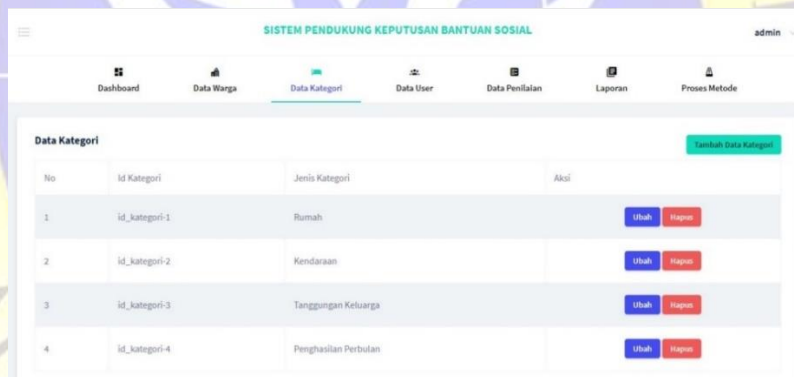 SISTEM PENDUKUNG KEPUTUSAN BANTUAN SOSIAL admin
Dashboard Data Warga Data Kategori Data User Data Penilaian Laporan Proses Metode
Data Kategori Tambah Data Kategori
No Id Kategori Jenis Kategori Aksi
1 id_kategori-1 Rumah Ubah Hapus
2 id_kategori-2 Kendaraan Ubah Hapus
3 id_kategori-3 Tanggungan Keluarga Ubah Hapus
4 id_kategori-4 Penghasilan Perbulan Ubah Hapus